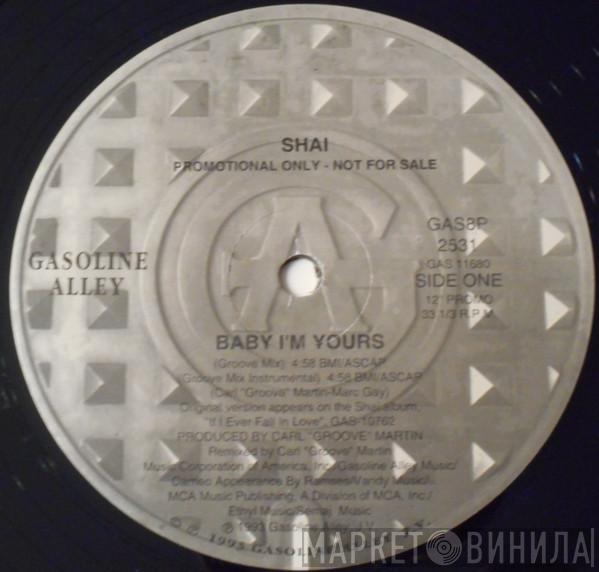 SHAI
PROMOTIONAL ONLY - NOT FOR SALE
GASOLINE
ALLEY
GAS8P
2531
GAS 11680
SIDE ONE
12" PROMO
33 1/3 R.P.M.
BABY I'M YOURS
(Groove Mix) 4:58 BMI/ASCAP
(Groove Mix Instrumental) 4:58 BMI/ASCAP
(Carl "Groove" Martin-Marc Gay)
Original version appears on the Shai album,
"If I Ever Fall In Love", GAS-10762
PRODUCED BY CARL "GROOVE" MARTIN
Remixed by Carl "Groove" Martin
Music Corporation of America, Inc./Gasoline Alley Music/
Cameo Appearance By Ramses/Vandy Music/
MCA Music Publishing, A Division of MCA, Inc./
Ethyl Music/Semaj Music
℗ 1993 Gasoline Alley J.V.
© ℗ 1993 GASOLINE
МАРКЕТ ВИНИЛА